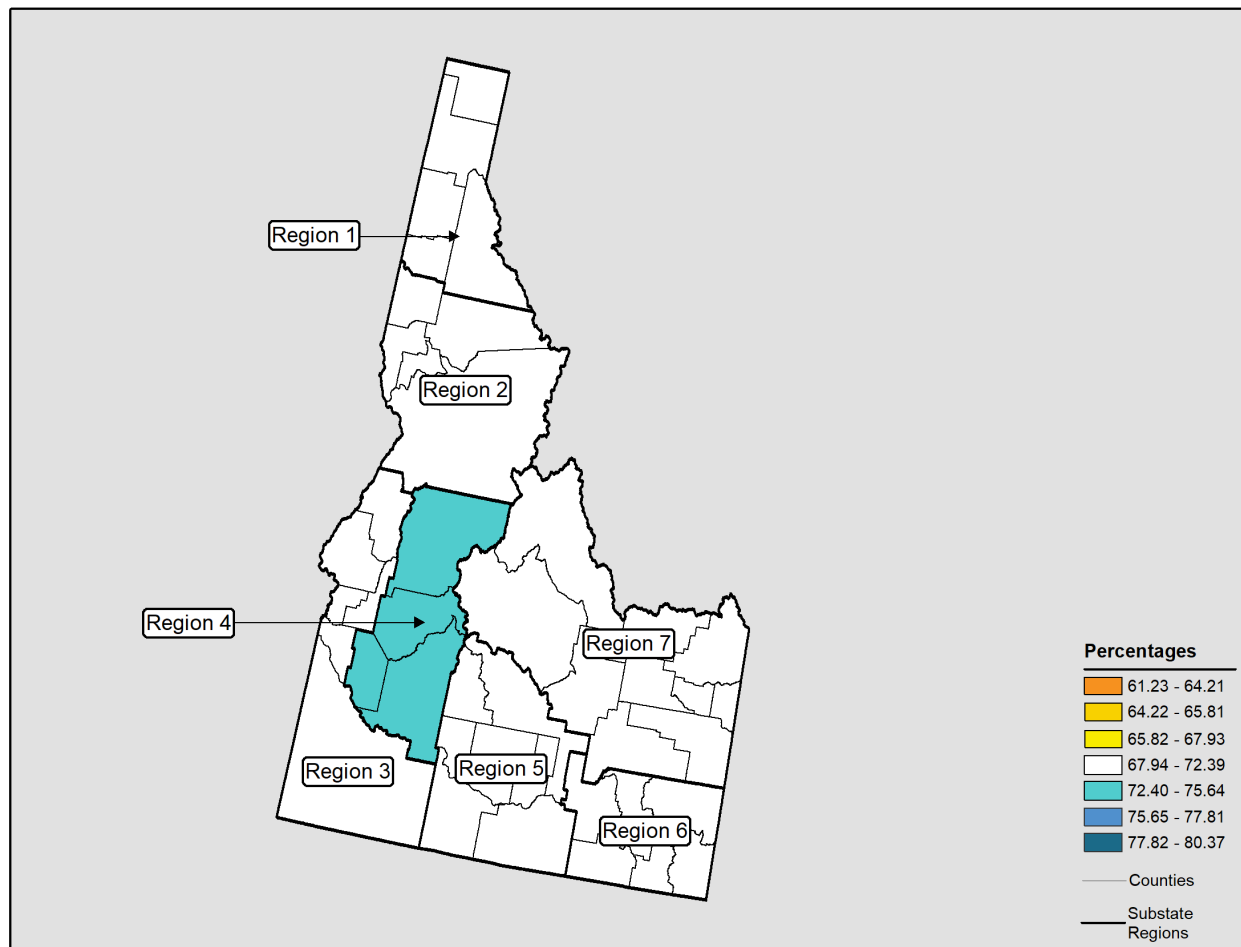 Region 1
Region 2
Region 4
Region 7
Region 3
Region 5
Region 6
Percentages
61.23 - 64.21
64.22 - 65.81
65.82 - 67.93
67.94 - 72.39
72.40 - 75.64
75.65 - 77.81
77.82 - 80.37
Counties
Substate
Regions